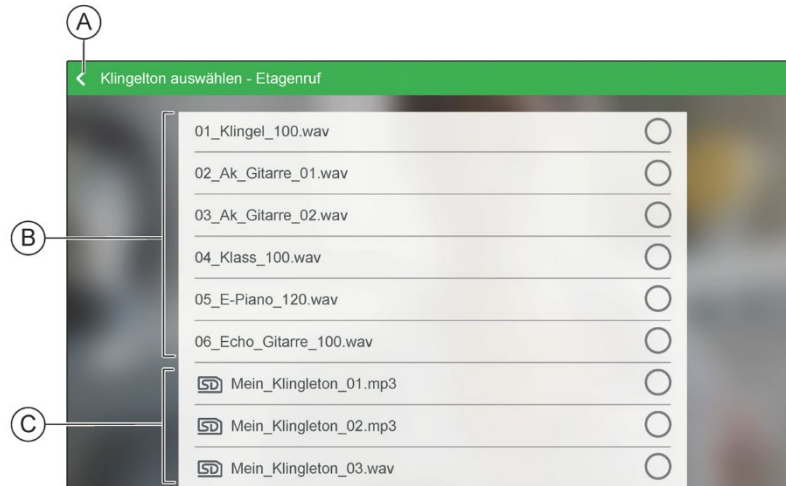 A
Klingelton auswählen - Etagenruf
01_Klingel_100.wav
02_Ak_Gitarre_01.wav
03_Ak_Gitarre_02.wav
B
04_Klass_100.wav
05_E-Piano_120.wav
06_Echo_Gitarre_100.wav
SD Mein_Klingleton_01.mp3
C
SD Mein_Klingleton_02.mp3
SD Mein_Klingleton_03.wav